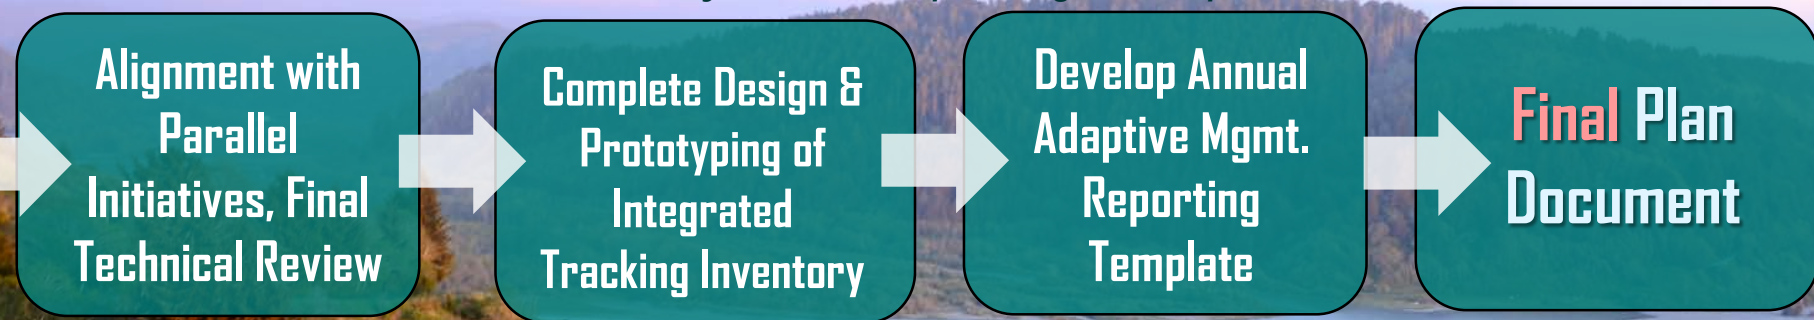 Alignment with
Parallel
Initiatives, Final
Technical Review
Complete Design &
Prototyping of
Integrated
Tracking Inventory
Develop Annual
Adaptive Mgmt.
Reporting
Template
Final Plan
Document